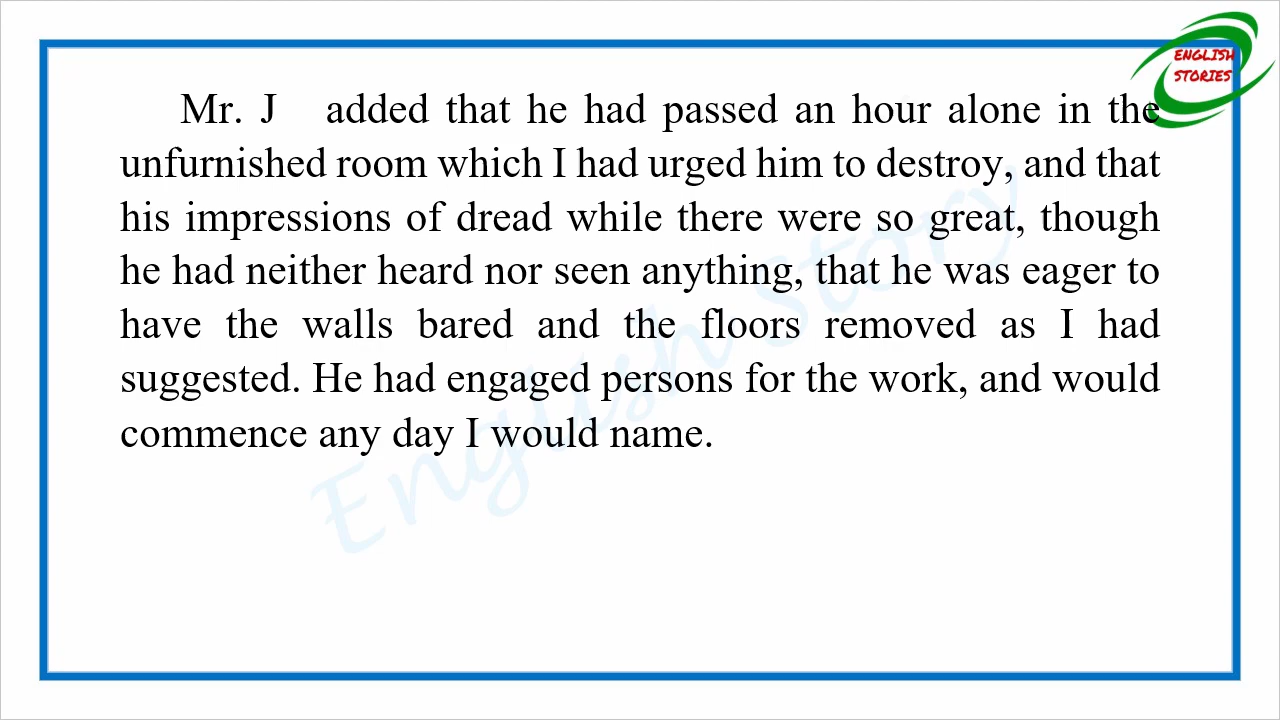 ENGLISH
STORIES
Mr. J added that he had passed an hour alone in the
unfurnished room which I had urged him to destroy, and that
his impressions of dread while there were so great, though
he had neither heard nor seen anything, that he was eager to
have the walls bared and the floors removed as I had
suggested. He had engaged persons for the work, and would
commence any day I would name.
English Story